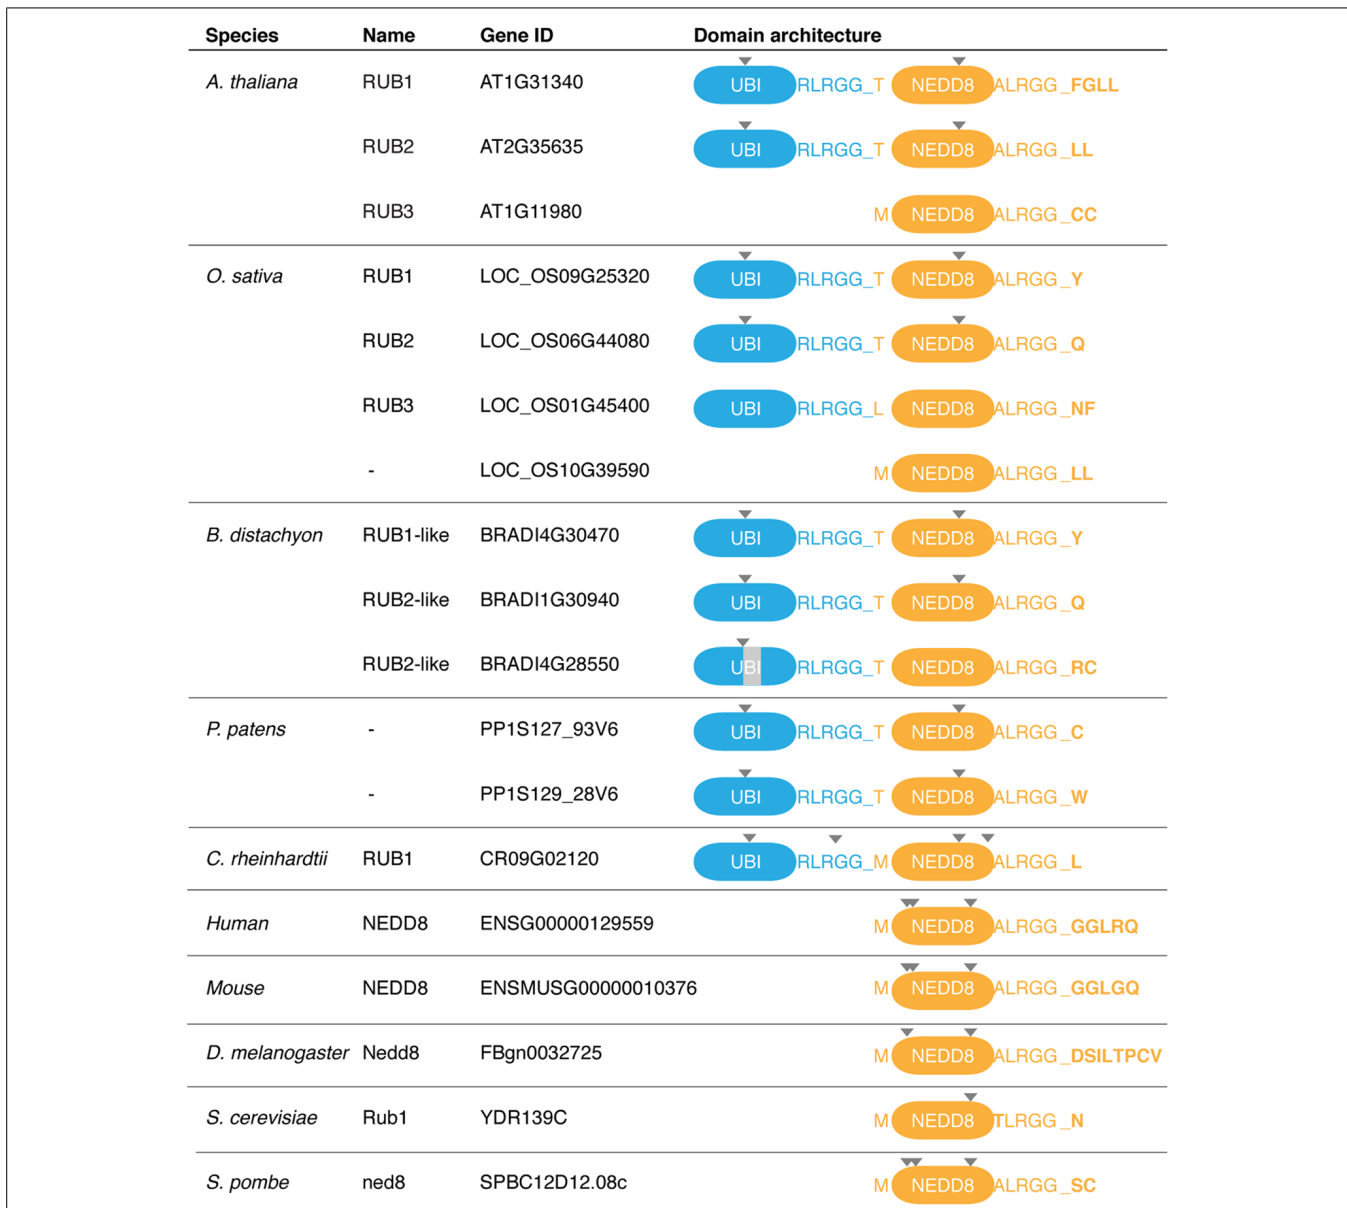 Species Name Gene ID Domain architecture
A. thaliana RUB1 AT1G31340 UBI RLRGG_T NEDD8 ALRGG_FGLL
RUB2 AT2G35635 UBI RLRGG_T NEDD8 ALRGG_LL
RUB3 AT1G11980 M NEDD8 ALRGG_CC
O. sativa RUB1 LOC_OS09G25320 UBI RLRGG_T NEDD8 ALRGG_Y
RUB2 LOC_OS06G44080 UBI RLRGG_T NEDD8 ALRGG_Q
RUB3 LOC_OS01G45400 UBI RLRGG_L NEDD8 ALRGG_NF
- LOC_OS10G39590 M NEDD8 ALRGG_LL
B. distachyon RUB1-like BRADI4G30470 UBI RLRGG_T NEDD8 ALRGG_Y
RUB2-like BRADI1G30940 UBI RLRGG_T NEDD8 ALRGG_Q
RUB2-like BRADI4G28550 UBI RLRGG_T NEDD8 ALRGG_RC
P. patens - PP1S127_93V6 UBI RLRGG_T NEDD8 ALRGG_C
- PP1S129_28V6 UBI RLRGG_T NEDD8 ALRGG_W
C. rheinhardtii RUB1 CR09G02120 UBI RLRGG_M NEDD8 ALRGG_L
Human NEDD8 ENSG00000129559 M NEDD8 ALRGG_GGLRQ
Mouse NEDD8 ENSMUSG00000010376 M NEDD8 ALRGG_GGLGQ
D. melanogaster Nedd8 FBgn0032725 M NEDD8 ALRGG_DSILTPCV
S. cerevisiae Rub1 YDR139C M NEDD8 TLRGG_N
S. pombe ned8 SPBC12D12.08c M NEDD8 ALRGG_SC